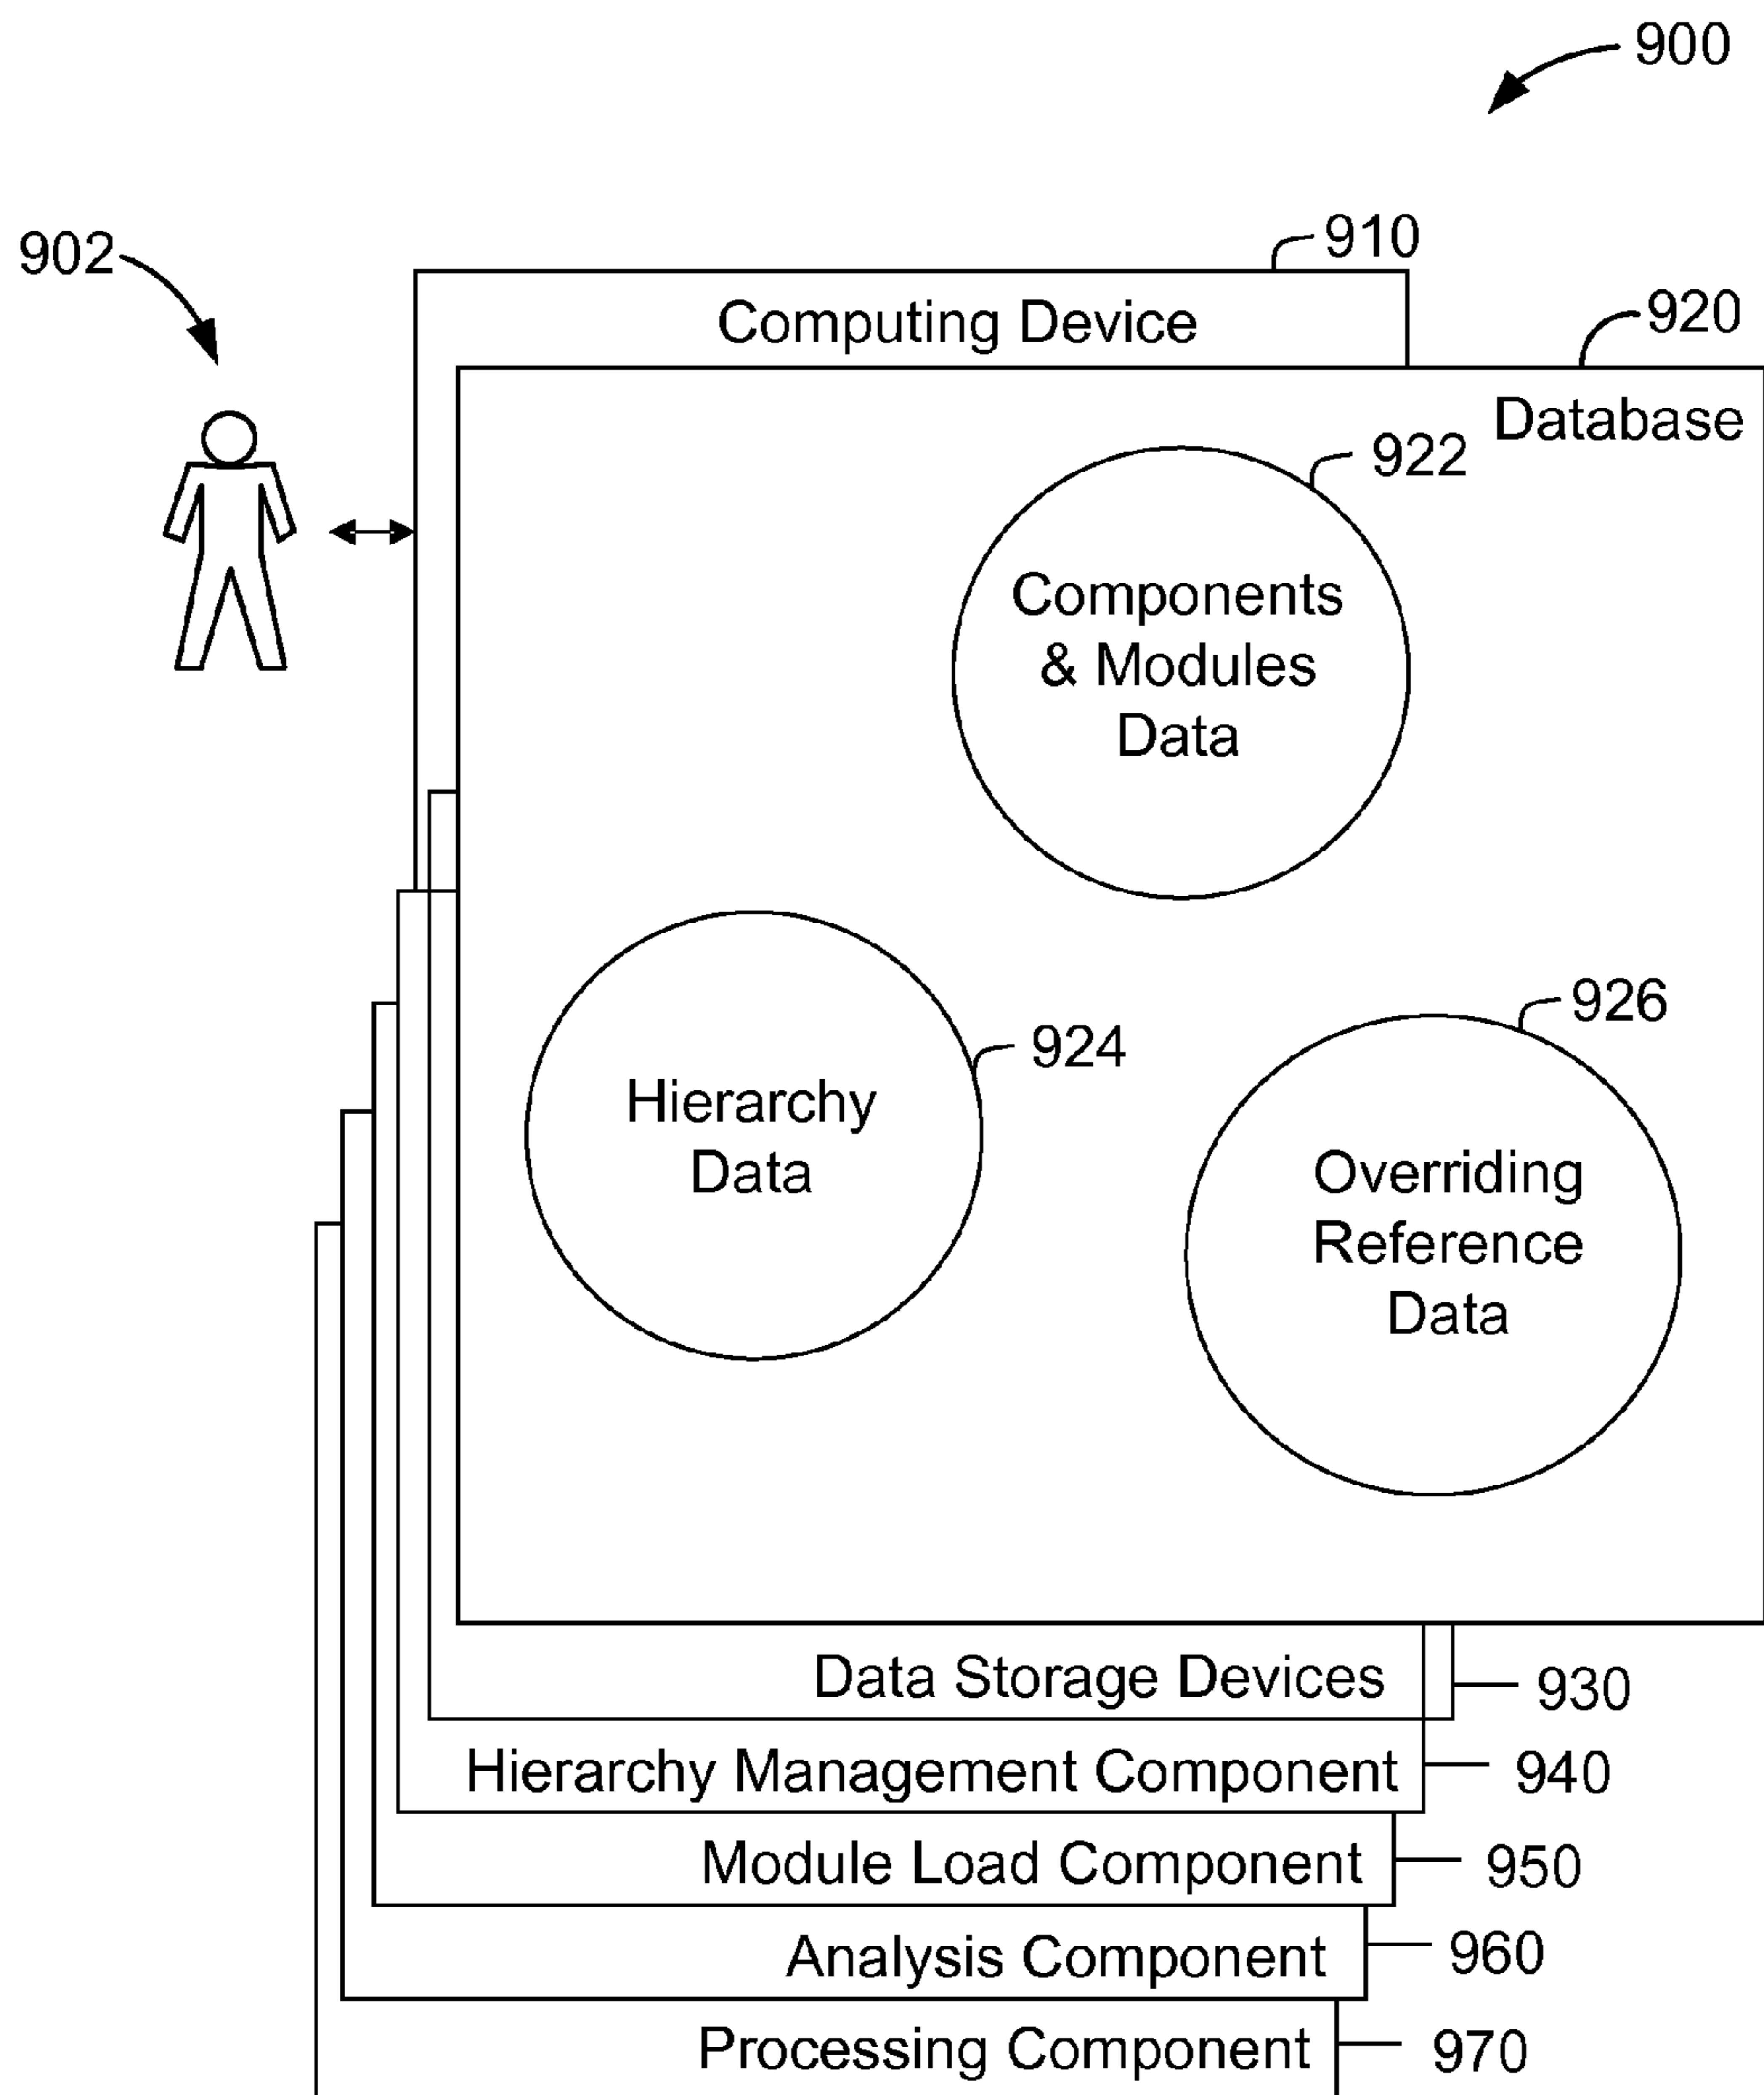 900
902
910
Computing Device
920
Database
922
Components
& Modules
Data
924
Hierarchy
Data
926
Overriding
Reference
Data
Data Storage Devices
930
Hierarchy Management Component
940
Module Load Component
950
Analysis Component
960
Processing Component
970